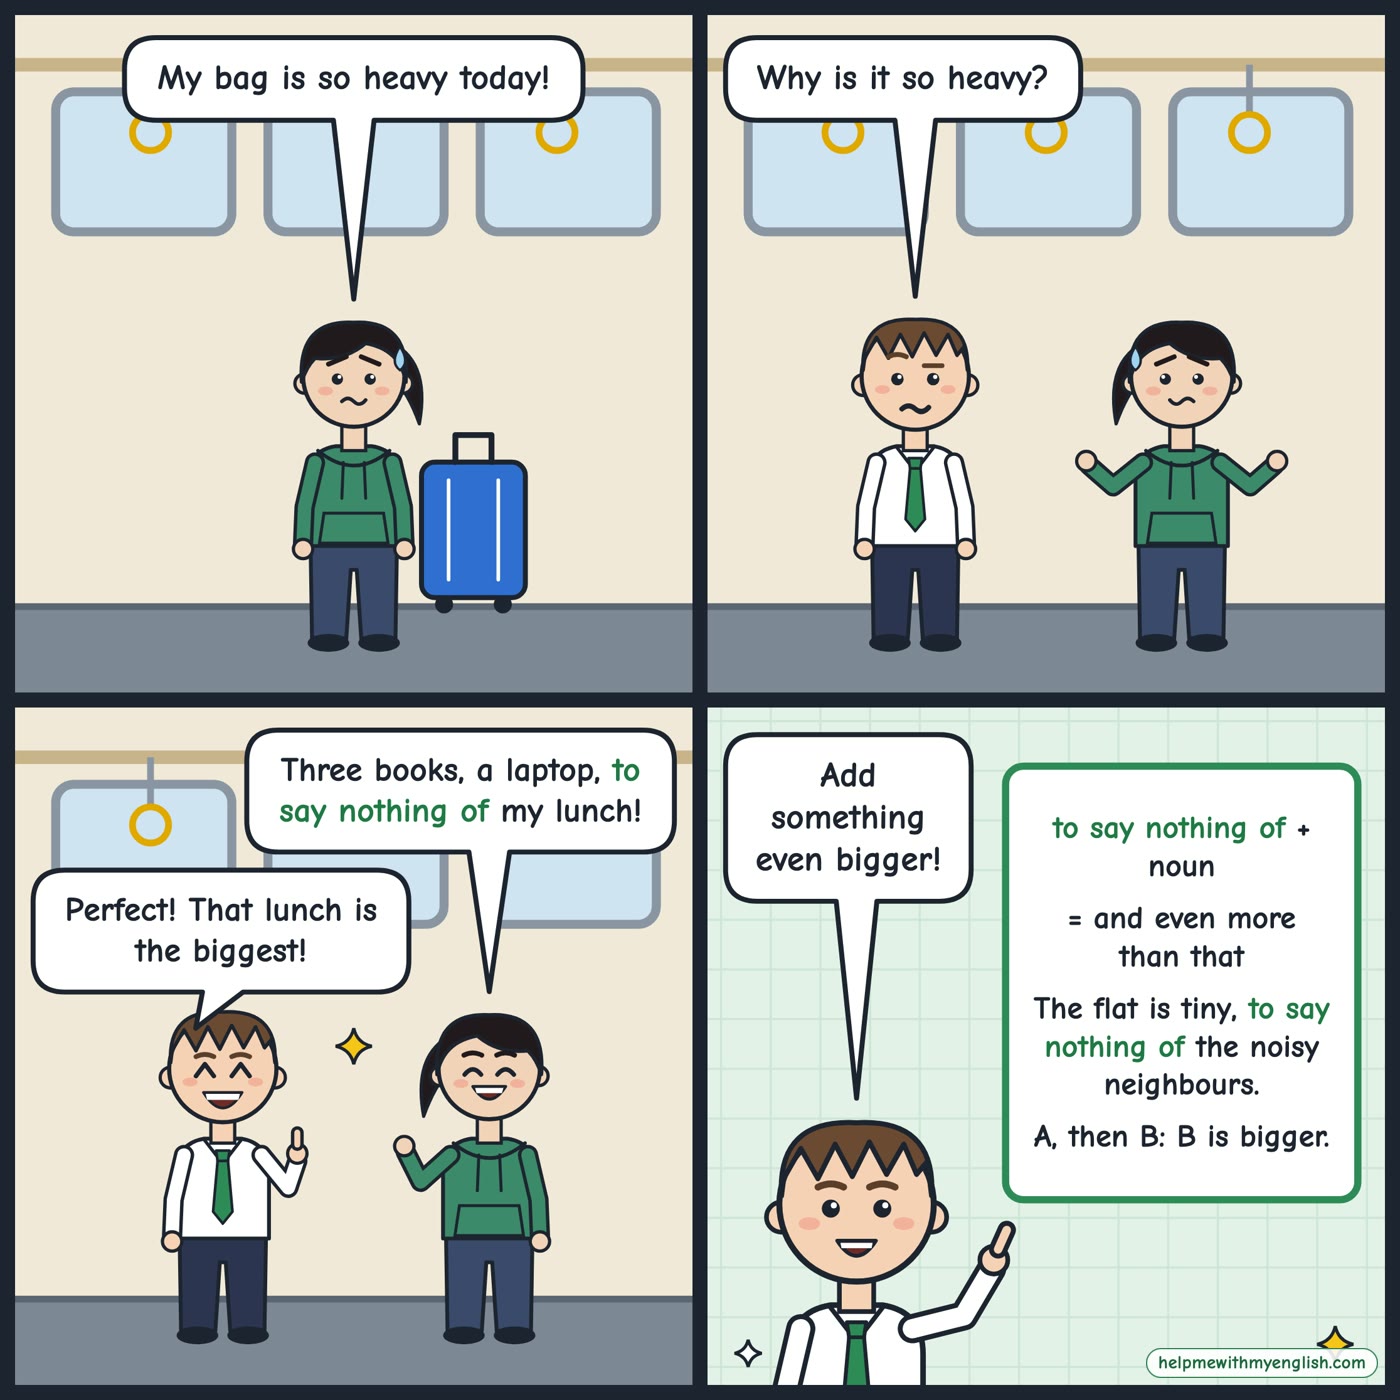 My bag is so heavy today!
Why is it so heavy?
Three books, a laptop, to
say nothing of my lunch!
Perfect! That lunch is
the biggest!
Add
something
even bigger!
to say nothing of +
noun
= and even more
than that
The flat is tiny, to say
nothing of the noisy
neighbours.
A, then B: B is bigger.
helpmewithmyenglish.com